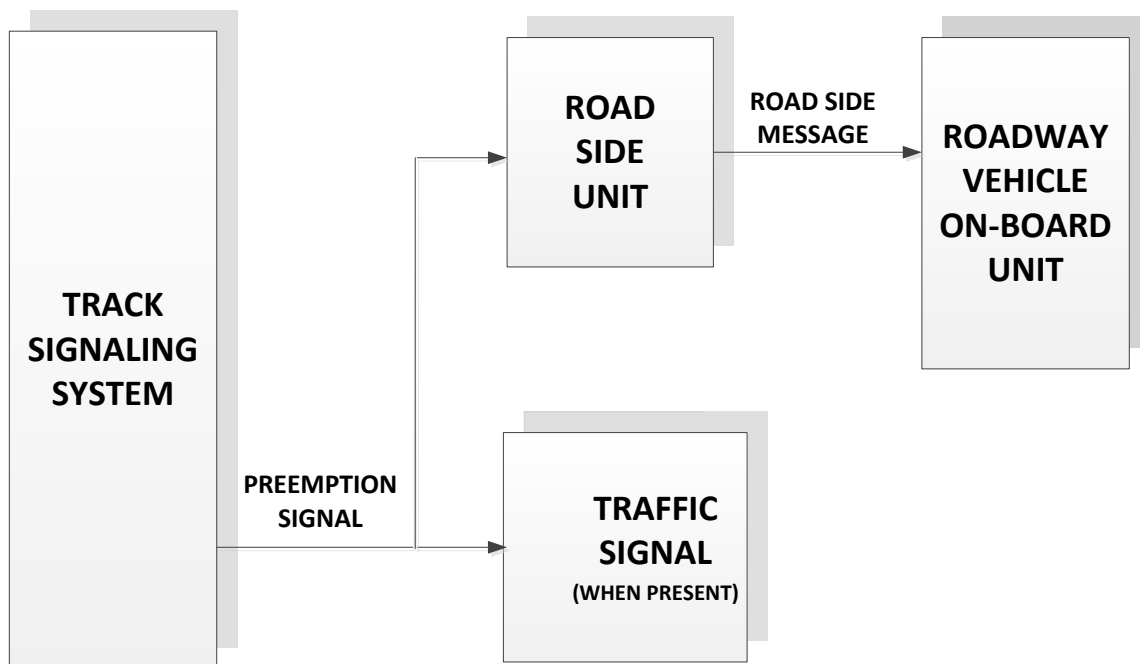 TRACK
SIGNALING
SYSTEM
PREEMPTION
SIGNAL
ROAD
SIDE
UNIT
ROAD SIDE
MESSAGE
ROADWAY
VEHICLE
ON-BOARD
UNIT
TRAFFIC
SIGNAL
(WHEN PRESENT)